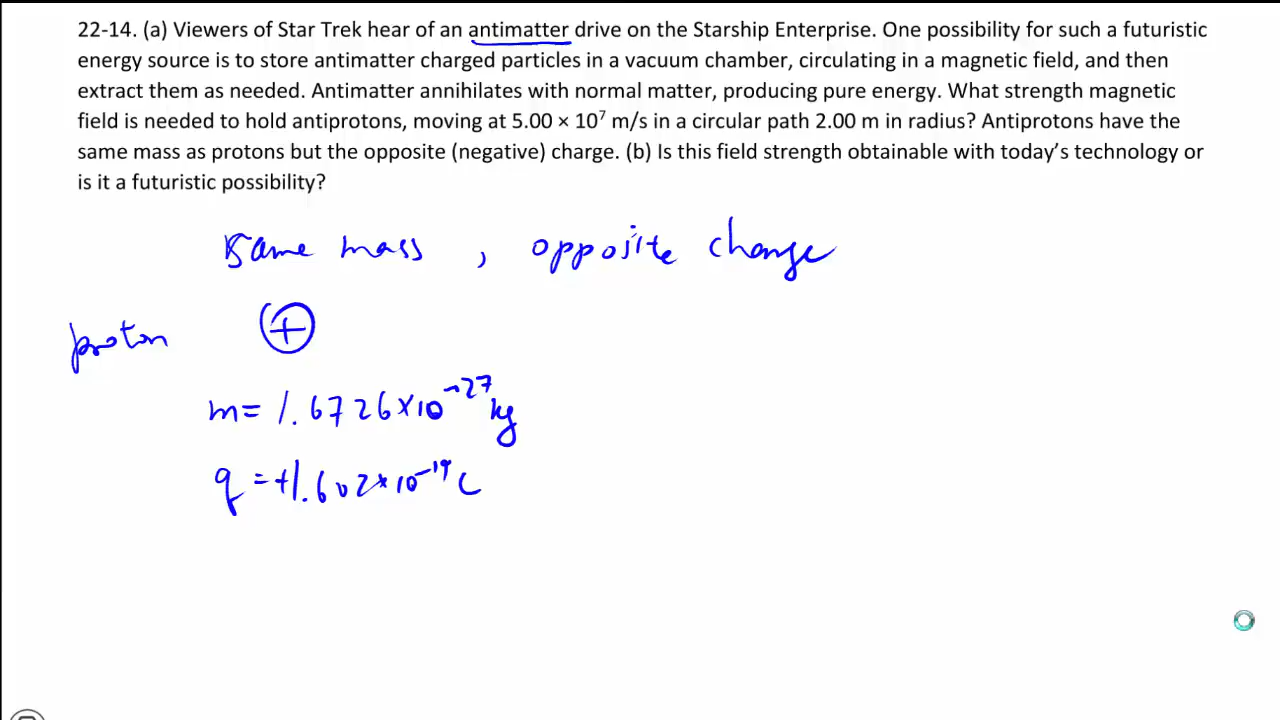 22-14. (a) Viewers of Star Trek hear of an antimatter drive on the Starship Enterprise. One possibility for such a futuristic
energy source is to store antimatter charged particles in a vacuum chamber, circulating in a magnetic field, and then
extract them as needed. Antimatter annihilates with normal matter, producing pure energy. What strength magnetic
field is needed to hold antiprotons, moving at 5.00 × 10⁷ m/s in a circular path 2.00 m in radius? Antiprotons have the
same mass as protons but the opposite (negative) charge. (b) Is this field strength obtainable with today’s technology or
is it a futuristic possibility?
same mass , opposite charge
proton (+)
m = 1.6726 × 10⁻²⁷ kg
q = +1.602 × 10⁻¹⁹ C